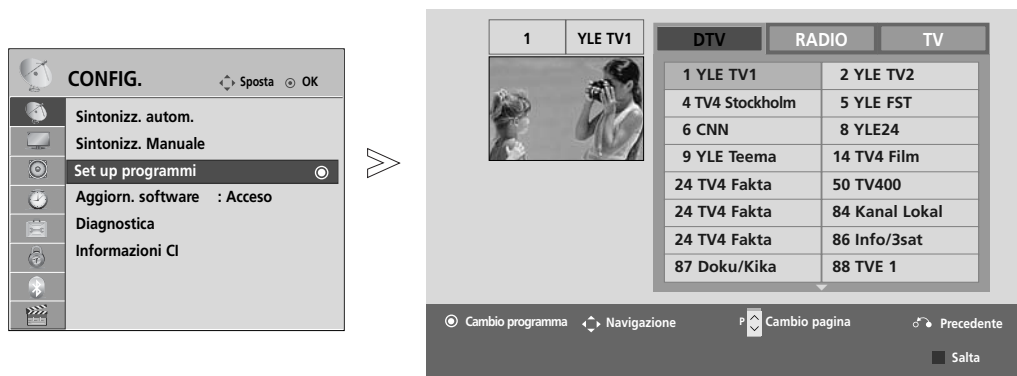 CONFIG. Sposta OK
Sintonizz. autom.
Sintonizz. Manuale
Set up programmi
Aggiorn. software : Acceso
Diagnostica
Informazioni CI
1 YLE TV1
DTV RADIO TV
1 YLE TV1 2 YLE TV2
4 TV4 Stockholm 5 YLE FST
6 CNN 8 YLE24
9 YLE Teema 14 TV4 Film
24 TV4 Fakta 50 TV400
24 TV4 Fakta 84 Kanal Lokal
24 TV4 Fakta 86 Info/3sat
87 Doku/Kika 88 TVE 1
Cambio programma Navigazione P Cambio pagina Precedente
Salta